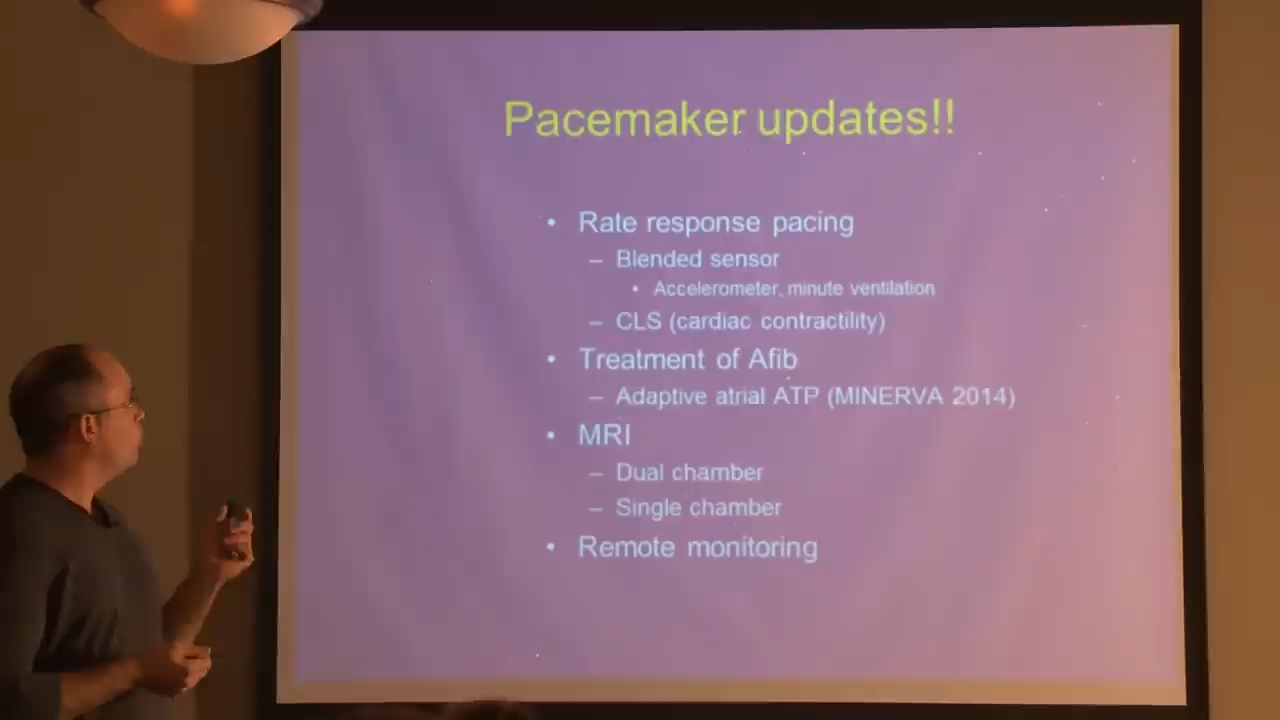 Pacemaker updates!!
• Rate response pacing
– Blended sensor
• Accelerometer, minute ventilation
– CLS (cardiac contractility)
• Treatment of Afib
– Adaptive atrial ATP (MINERVA 2014)
• MRI
– Dual chamber
– Single chamber
• Remote monitoring